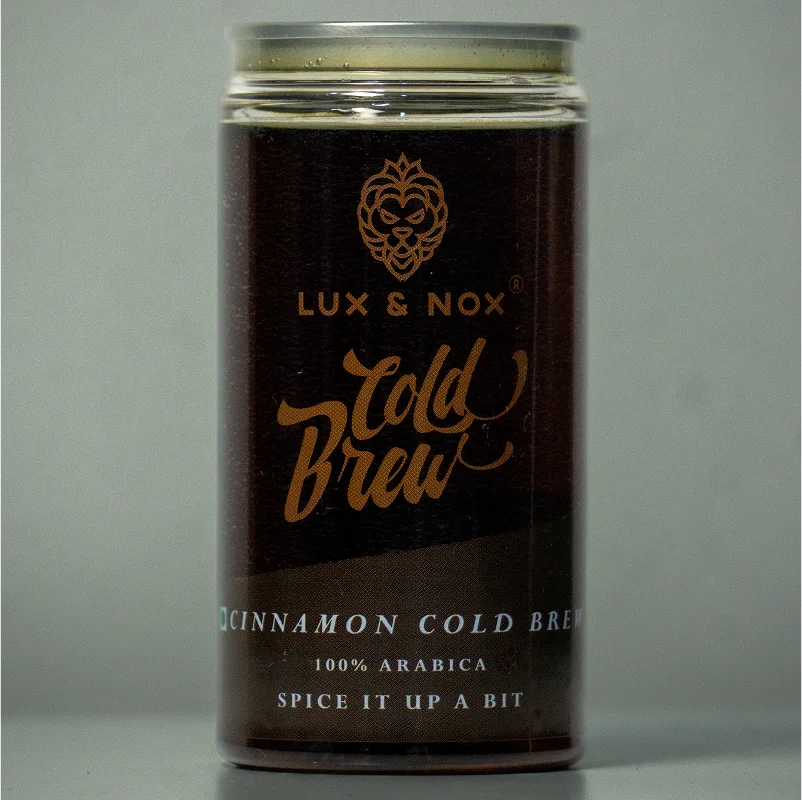 LUX & NOX®
Cold
Brew
CINNAMON COLD BREW
100% ARABICA
SPICE IT UP A BIT